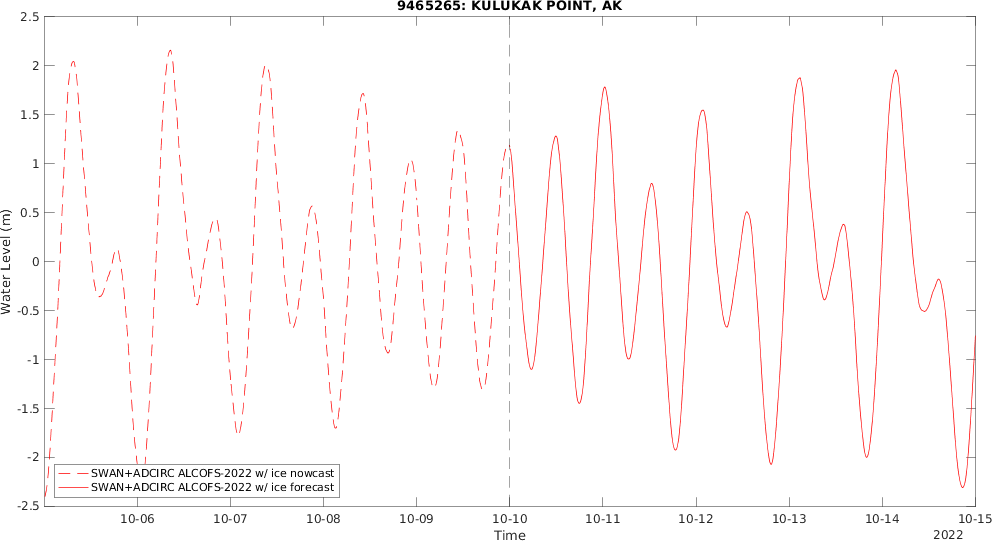 9465265: KULUKAK POINT, AK
2.5
2
1.5
1
0.5
0
-0.5
-1
-1.5
-2
-2.5
Water Level (m)
SWAN+ADCIRC ALCOFS-2022 w/ ice nowcast
SWAN+ADCIRC ALCOFS-2022 w/ ice forecast
10-06 10-07 10-08 10-09 10-10 10-11 10-12 10-13 10-14 10-15
Time
2022